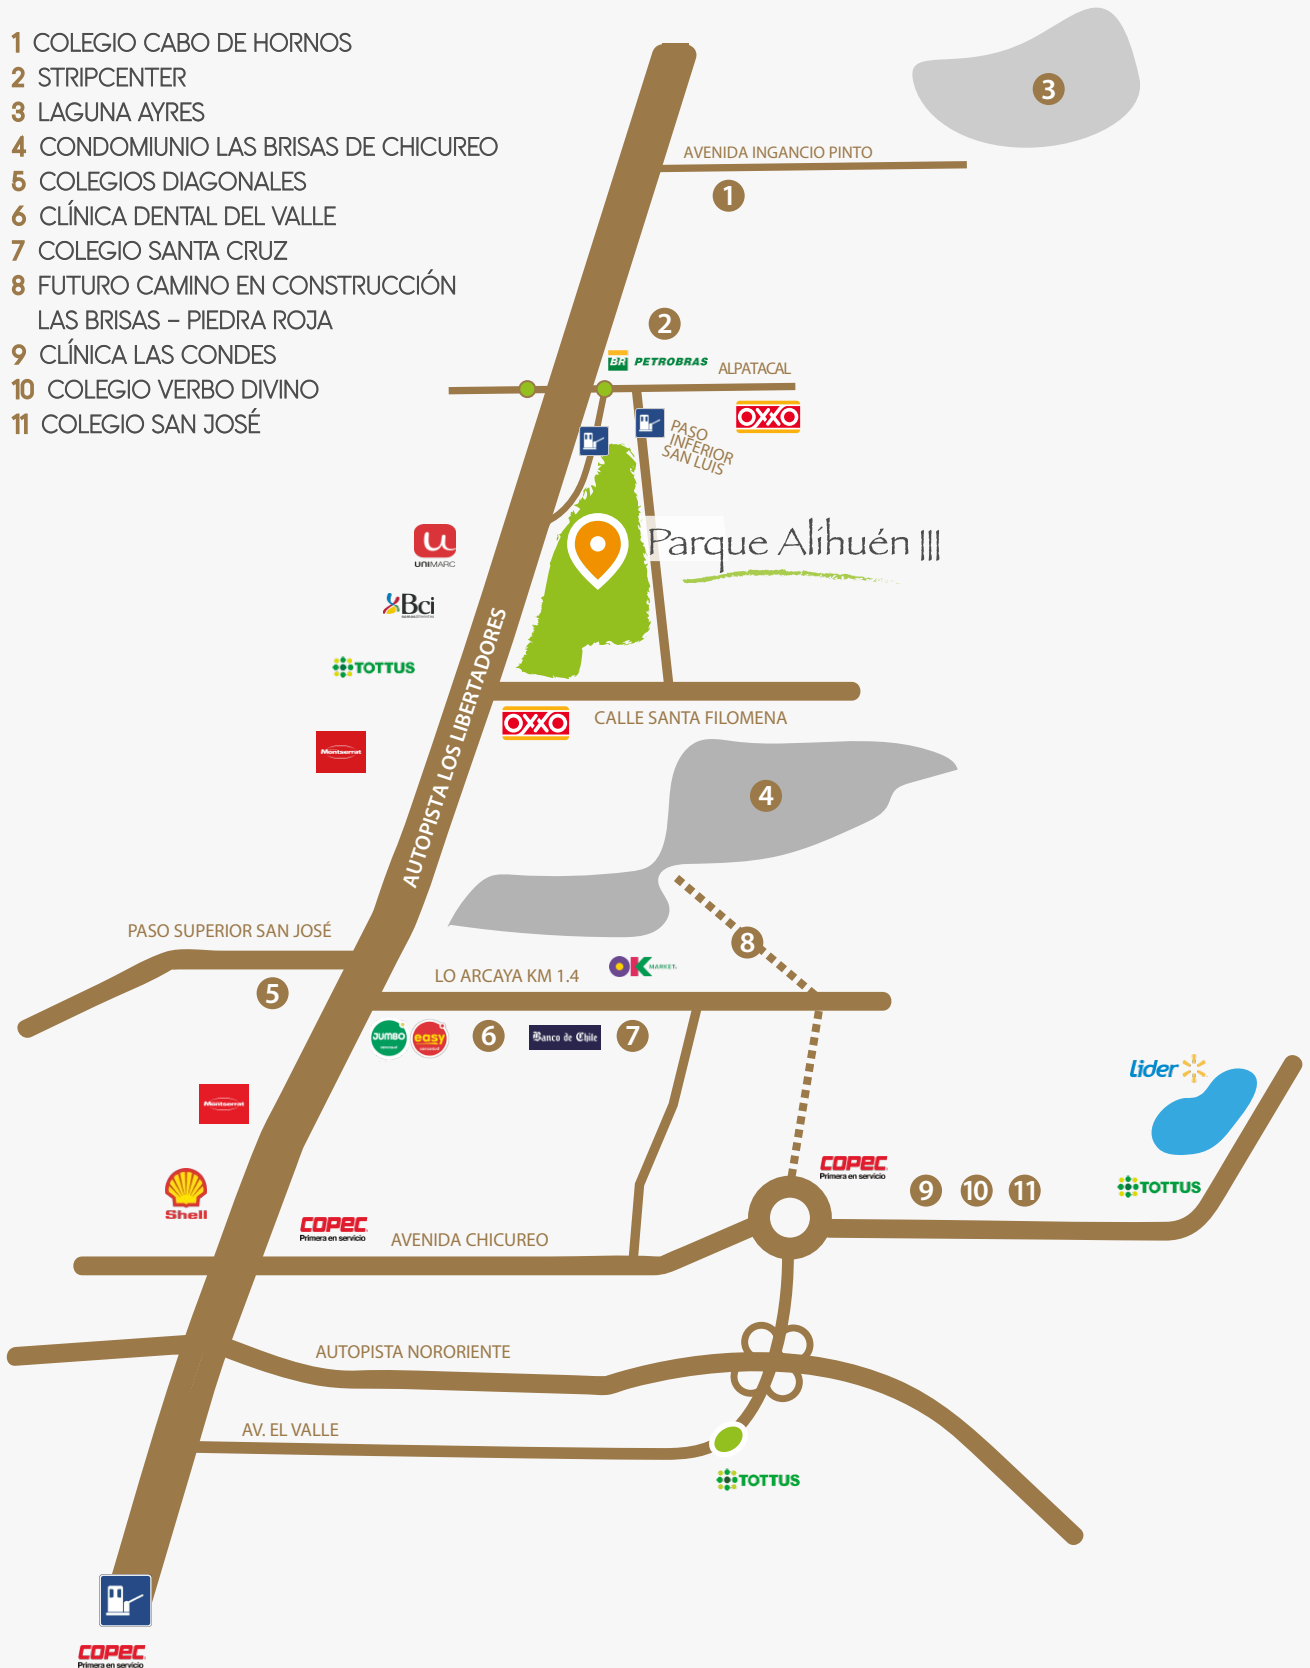 1 COLEGIO CABO DE HORNOS
2 STRIPCENTER
3 LAGUNA AYRES
4 CONDOMIUNIO LAS BRISAS DE CHICUREO
5 COLEGIOS DIAGONALES
6 CLÍNICA DENTAL DEL VALLE
7 COLEGIO SANTA CRUZ
8 FUTURO CAMINO EN CONSTRUCCIÓN
LAS BRISAS – PIEDRA ROJA
9 CLÍNICA LAS CONDES
10 COLEGIO VERBO DIVINO
11 COLEGIO SAN JOSÉ
3
AVENIDA INGANCIO PINTO
1
2
BR PETROBRAS
ALPATACAL
OXXO
PASO
INFERIOR
SAN LUIS
Parque Alihuén III
UNIMARC
Bci
TOTTUS
Montserrat
AUTOPISTA LOS LIBERTADORES
OXXO
CALLE SANTA FILOMENA
4
PASO SUPERIOR SAN JOSÉ
5
8
LO ARCAYA KM 1.4
OK MARKET
JUMBO
easy
6
Banco de Chile
7
Montserrat
lider
Shell
COPEC
Primera en servicio
9
10
11
TOTTUS
COPEC
Primera en servicio
AVENIDA CHICUREO
AUTOPISTA NORORIENTE
AV. EL VALLE
TOTTUS
COPEC
Primera en servicio